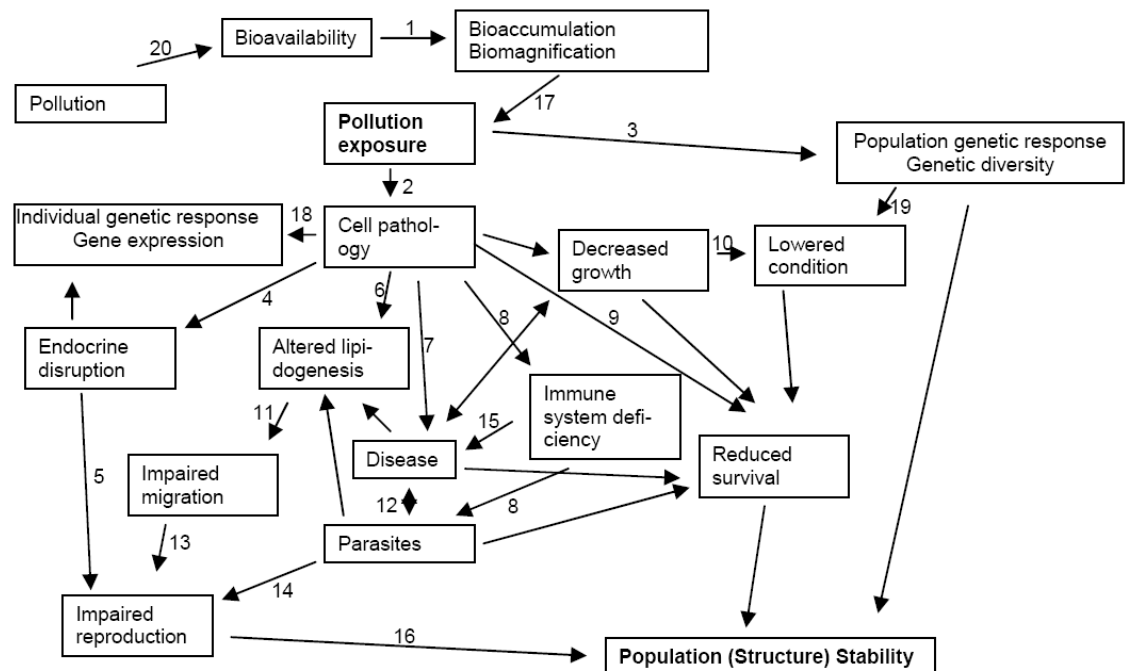 Bioavailability
1
Bioaccumulation
Biomagnification
20
Pollution
17
Pollution
exposure
3
Population genetic response
Genetic diversity
2
Individual genetic response
Gene expression
18
Cell pathol-
ogy
19
Decreased
growth
10
Lowered
condition
4
6
7
8
9
Endocrine
disruption
Altered lipi-
dogenesis
Immune
system defi-
ciency
11
15
5
Impaired
migration
Disease
Reduced
survival
12
8
13
Parasites
14
Impaired
reproduction
16
Population (Structure) Stability